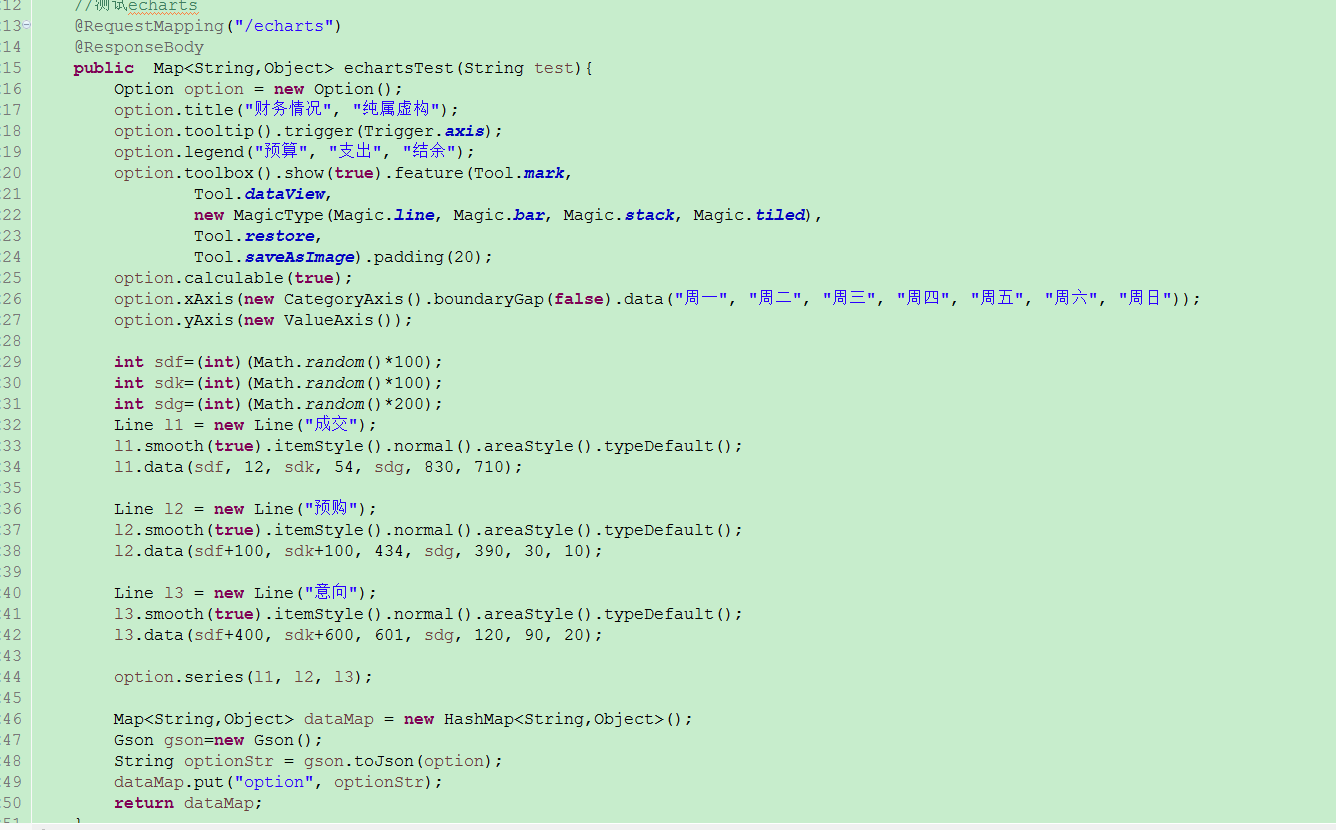 12 //测试echarts
13 @RequestMapping("/echarts")
14 @ResponseBody
15 public  Map<String,Object> echartsTest(String test){
16 Option option = new Option();
17 option.title("财务情况", "纯属虚构");
18 option.tooltip().trigger(Trigger.axis);
19 option.legend("预算", "支出", "结余");
20 option.toolbox().show(true).feature(Tool.mark,
21 Tool.dataView,
22 new MagicType(Magic.line, Magic.bar, Magic.stack, Magic.tiled),
23 Tool.restore,
24 Tool.saveAsImage).padding(20);
25 option.calculable(true);
26 option.xAxis(new CategoryAxis().boundaryGap(false).data("周一", "周二", "周三", "周四", "周五", "周六", "周日"));
27 option.yAxis(new ValueAxis());
28
29 int sdf=(int)(Math.random()*100);
30 int sdk=(int)(Math.random()*100);
31 int sdg=(int)(Math.random()*200);
32 Line l1 = new Line("成交");
33 l1.smooth(true).itemStyle().normal().areaStyle().typeDefault();
34 l1.data(sdf, 12, sdk, 54, sdg, 830, 710);
35
36 Line l2 = new Line("预购");
37 l2.smooth(true).itemStyle().normal().areaStyle().typeDefault();
38 l2.data(sdf+100, sdk+100, 434, sdg, 390, 30, 10);
39
40 Line l3 = new Line("意向");
41 l3.smooth(true).itemStyle().normal().areaStyle().typeDefault();
42 l3.data(sdf+400, sdk+600, 601, sdg, 120, 90, 20);
43
44 option.series(l1, l2, l3);
45
46 Map<String,Object> dataMap = new HashMap<String,Object>();
47 Gson gson=new Gson();
48 String optionStr = gson.toJson(option);
49 dataMap.put("option", optionStr);
50 return dataMap;
51 }